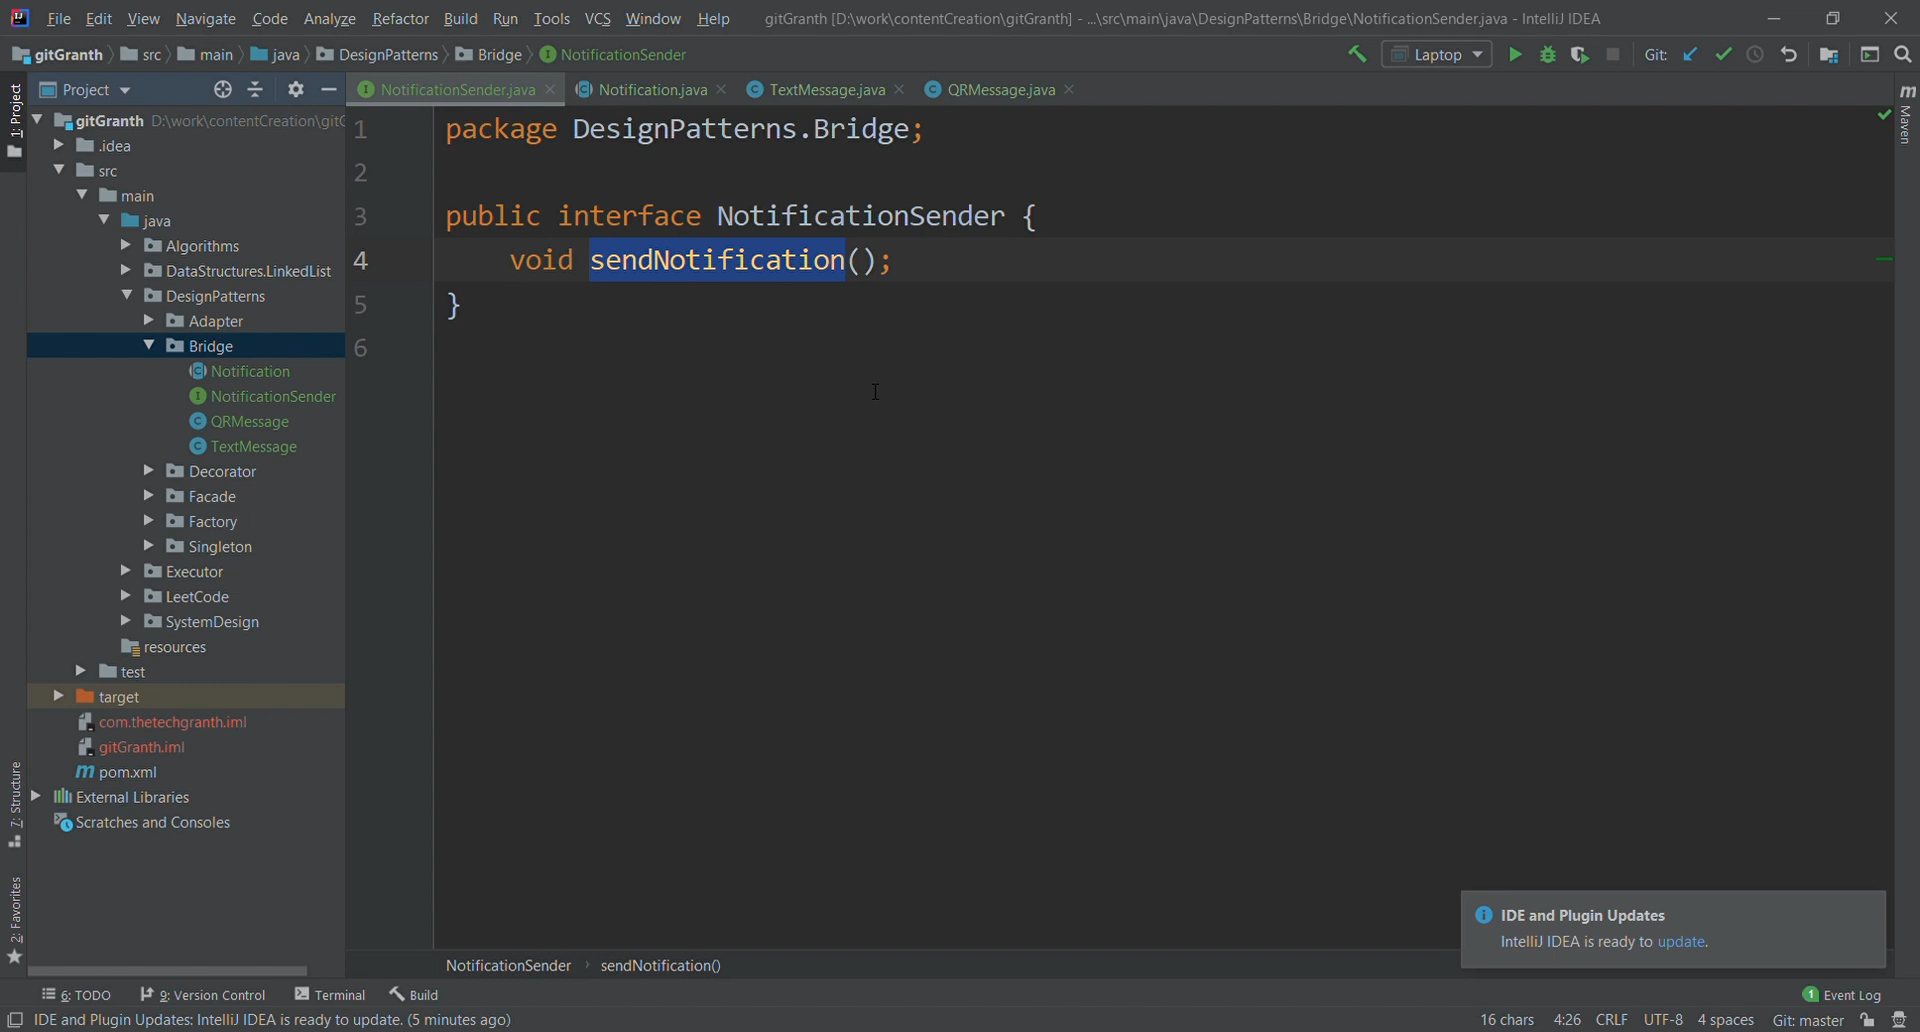 File Edit View Navigate Code Analyze Refactor Build Run Tools VCS Window Help gitGranth [D:\work\contentCreation\gitGranth] - ...\src\main\java\DesignPatterns\Bridge\NotificationSender.java - IntelliJ IDEA
gitGranth src main java DesignPatterns Bridge NotificationSender Laptop Git:
Project NotificationSender.java Notification.java TextMessage.java QRMessage.java
1: Project
Maven
gitGranth D:\work\contentCreation\gitG
.idea
src
main
java
Algorithms
DataStructures.LinkedList
DesignPatterns
Adapter
Bridge
Notification
NotificationSender
QRMessage
TextMessage
Decorator
Facade
Factory
Singleton
Executor
LeetCode
SystemDesign
resources
test
target
com.thetechgranth.iml
gitGranth.iml
pom.xml
External Libraries
Scratches and Consoles
7: Structure
2: Favorites
1 package DesignPatterns.Bridge;
2
3 public interface NotificationSender {
4 void sendNotification();
5 }
6
IDE and Plugin Updates
IntelliJ IDEA is ready to update.
NotificationSender sendNotification()
6: TODO 9: Version Control Terminal Build 1 Event Log
IDE and Plugin Updates: IntelliJ IDEA is ready to update. (5 minutes ago) 16 chars 4:26 CRLF UTF-8 4 spaces Git: master